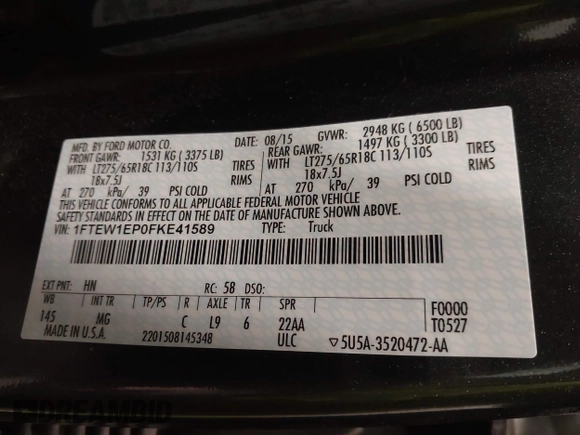 MFD. BY FORD MOTOR CO. DATE: 08/15 GVWR: 2948 KG ( 6500 LB)
FRONT GAWR: 1531 KG ( 3375 LB) REAR GAWR: 1497 KG ( 3300 LB)
WITH LT275/65R18C 113/110S TIRES WITH LT275/65R18C 113/110S TIRES
18x7.5J RIMS 18x7.5J RIMS
AT 270 kPa/ 39 PSI COLD AT 270 kPa/ 39 PSI COLD
THIS VEHICLE CONFORMS TO ALL APPLICABLE FEDERAL MOTOR VEHICLE
SAFETY STANDARDS IN EFFECT ON THE DATE OF MANUFACTURE SHOWN ABOVE.
VIN: 1FTEW1EP0FKE41589 TYPE: Truck
EXT PNT: HN RC: 58 DSO:
WB INT TR TP/PS R AXLE TR SPR F0000
145 MG C L9 6 22AA T0527
2201508145348 ULC ▽5U5A-3520472-AA
DREAMBID